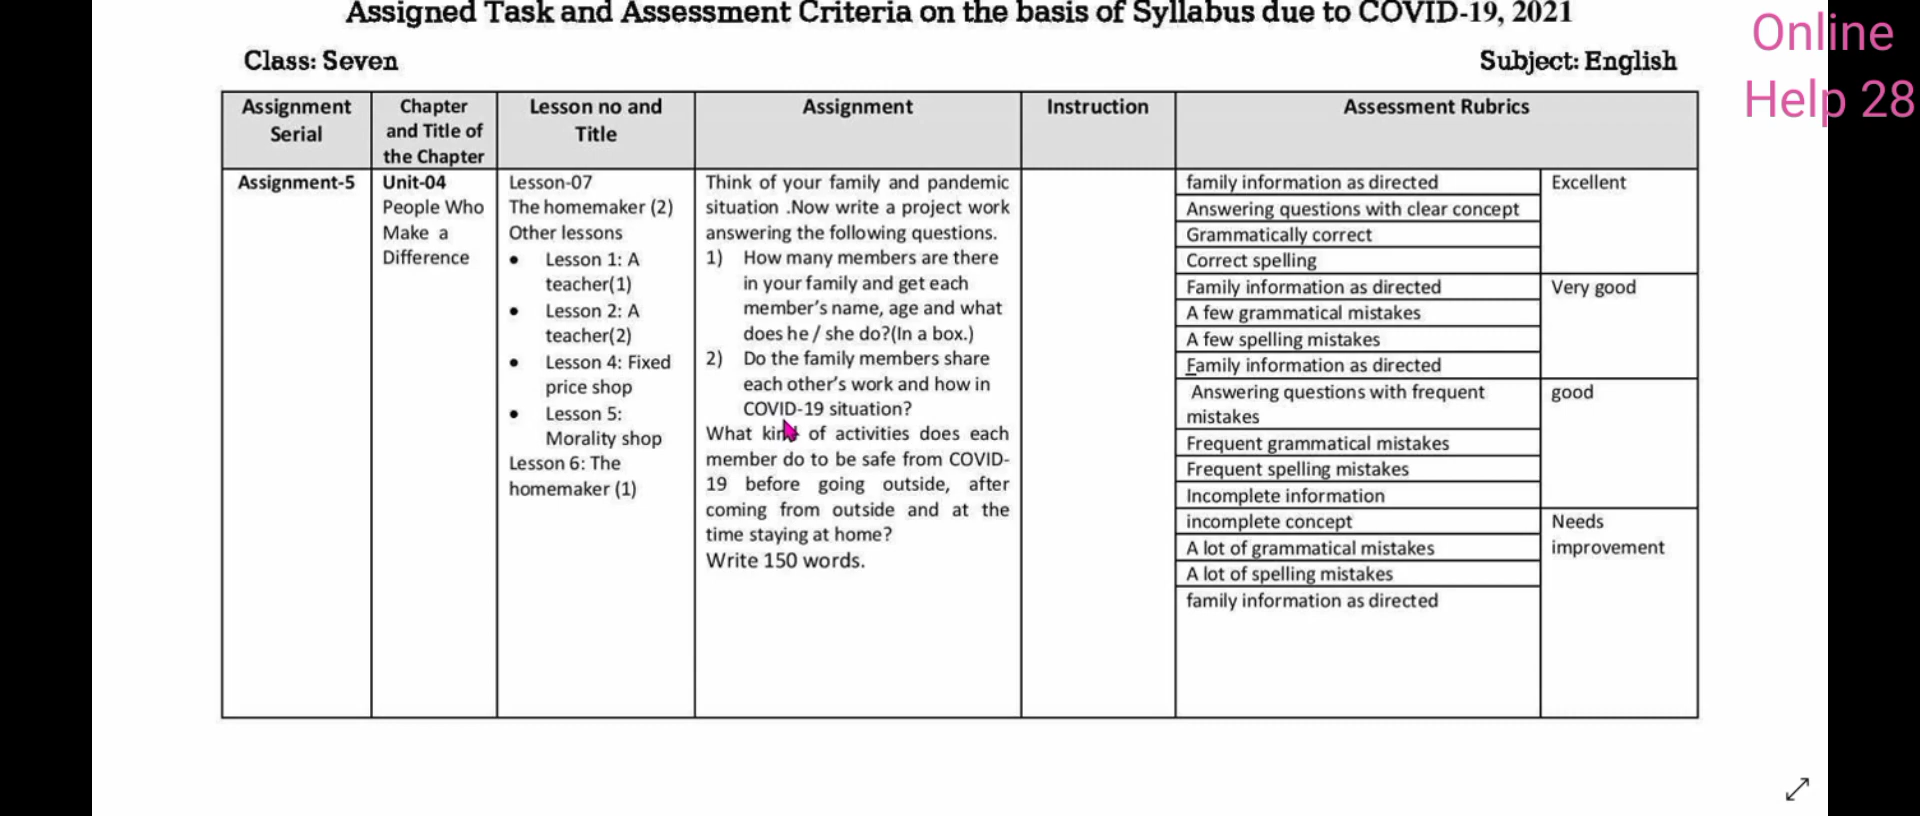 Assigned Task and Assessment Criteria on the basis of Syllabus due to COVID-19, 2021
Online
Help 28
Class: Seven
Subject: English
Assignment
Serial
Chapter
and Title of
the Chapter
Lesson no and
Title
Assignment
Instruction
Assessment Rubrics
Assignment-5
Unit-04
People Who
Make a
Difference
Lesson-07
The homemaker (2)
Other lessons
• Lesson 1: A
teacher(1)
• Lesson 2: A
teacher(2)
• Lesson 4: Fixed
price shop
• Lesson 5:
Morality shop
Lesson 6: The
homemaker (1)
Think of your family and pandemic
situation .Now write a project work
answering the following questions.
1) How many members are there
in your family and get each
member's name, age and what
does he / she do?(In a box.)
2) Do the family members share
each other's work and how in
COVID-19 situation?
What kind of activities does each
member do to be safe from COVID-
19 before going outside, after
coming from outside and at the
time staying at home?
Write 150 words.
family information as directed
Answering questions with clear concept
Grammatically correct
Correct spelling
Excellent
Family information as directed
A few grammatical mistakes
A few spelling mistakes
Family information as directed
Very good
Answering questions with frequent
mistakes
Frequent grammatical mistakes
Frequent spelling mistakes
Incomplete information
good
incomplete concept
A lot of grammatical mistakes
A lot of spelling mistakes
family information as directed
Needs
improvement